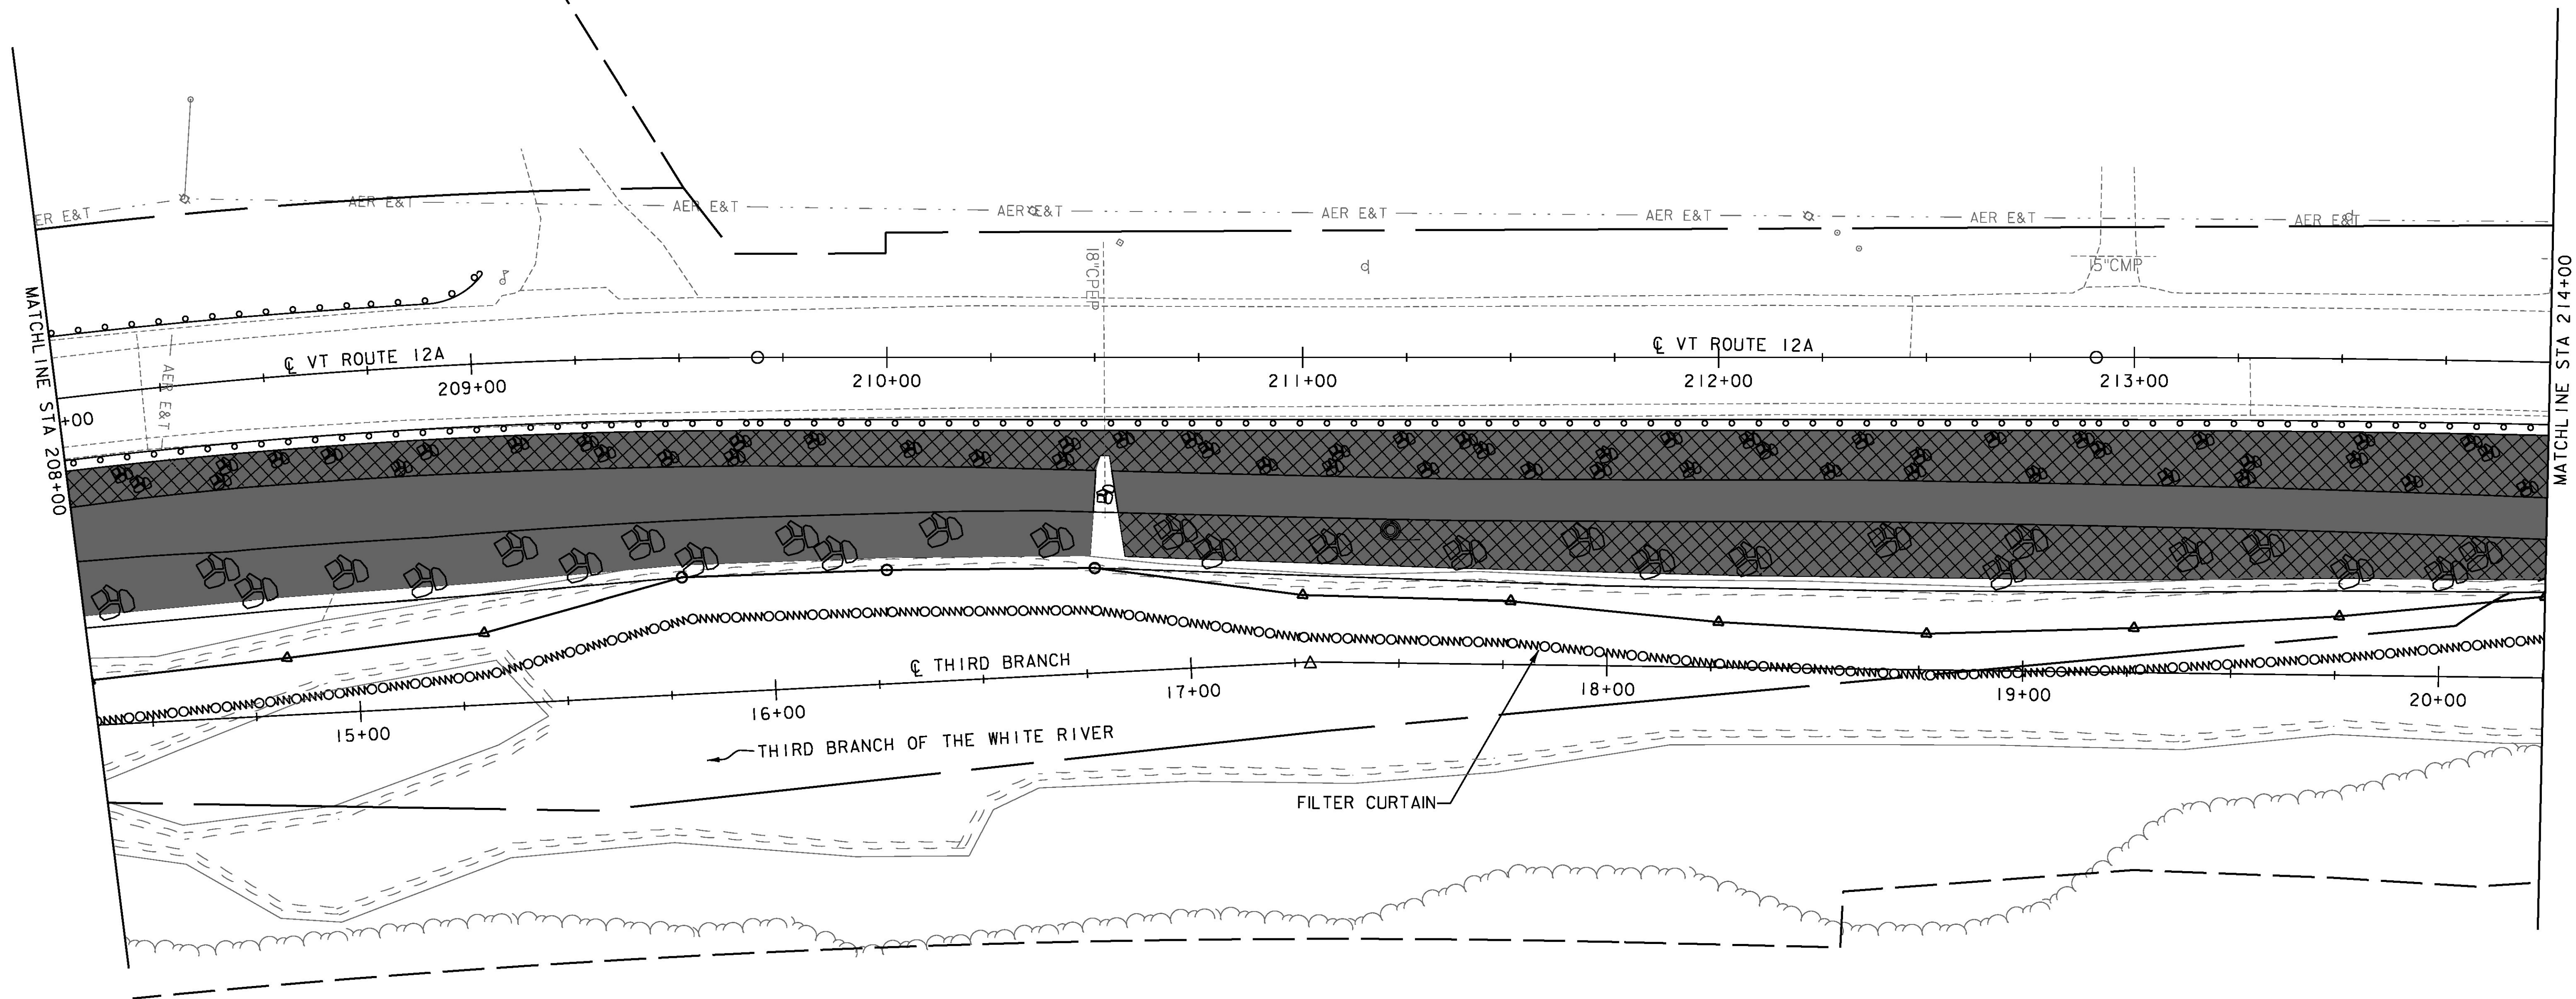 ER E&T
AER E&T
AER E&T
AER E&T
AER E&T
AER E&T
AER E&T
AER E&T
18"CPEP
15"CMP
MATCHLINE STA 208+00
MATCHLINE STA 214+00
AER E&T
℄ VT ROUTE 12A
℄ VT ROUTE 12A
+00
209+00
210+00
211+00
212+00
213+00
℄ THIRD BRANCH
15+00
16+00
17+00
18+00
19+00
20+00
THIRD BRANCH OF THE WHITE RIVER
FILTER CURTAIN